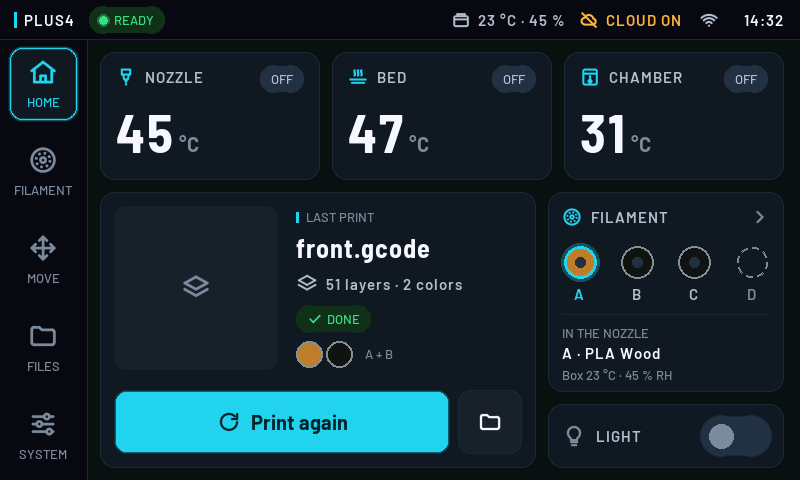 PLUS4
READY
23 °C · 45 %
CLOUD ON
14:32
HOME
FILAMENT
MOVE
FILES
SYSTEM
NOZZLE
OFF
45 °C
BED
OFF
47 °C
CHAMBER
OFF
31 °C
LAST PRINT
front.gcode
51 layers · 2 colors
DONE
A + B
Print again
FILAMENT
A B C D
IN THE NOZZLE
A · PLA Wood
Box 23 °C · 45 % RH
LIGHT